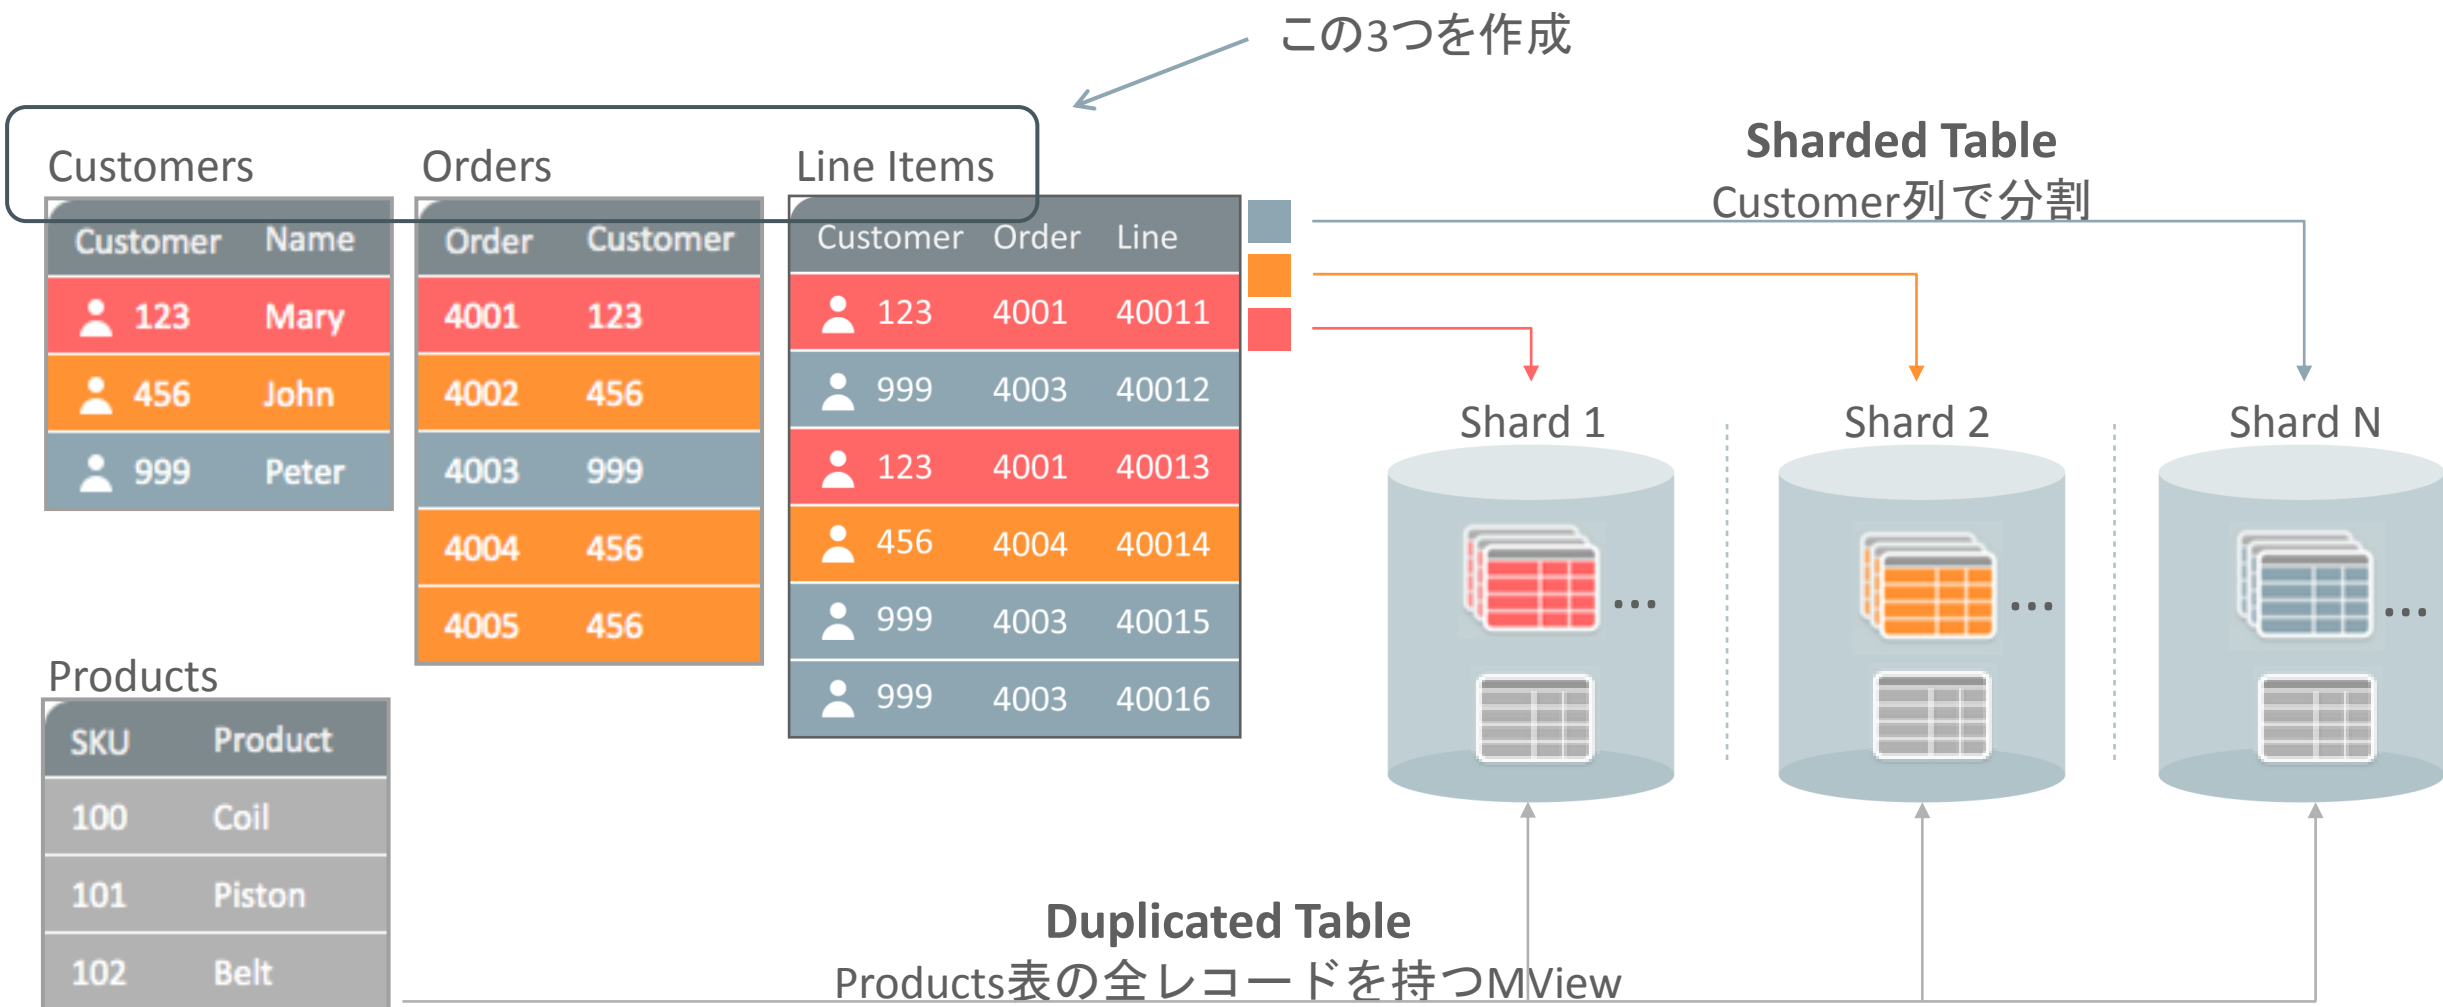 この3つを作成
Customers
Customer Name
123 Mary
456 John
999 Peter
Orders
Order Customer
4001 123
4002 456
4003 999
4004 456
4005 456
Line Items
Customer Order Line
123 4001 40011
999 4003 40012
123 4001 40013
456 4004 40014
999 4003 40015
999 4003 40016
Sharded Table
Customer列で分割
Shard 1
Shard 2
Shard N
...
...
...
Products
SKU Product
100 Coil
101 Piston
102 Belt
Duplicated Table
Products表の全レコードを持つMView